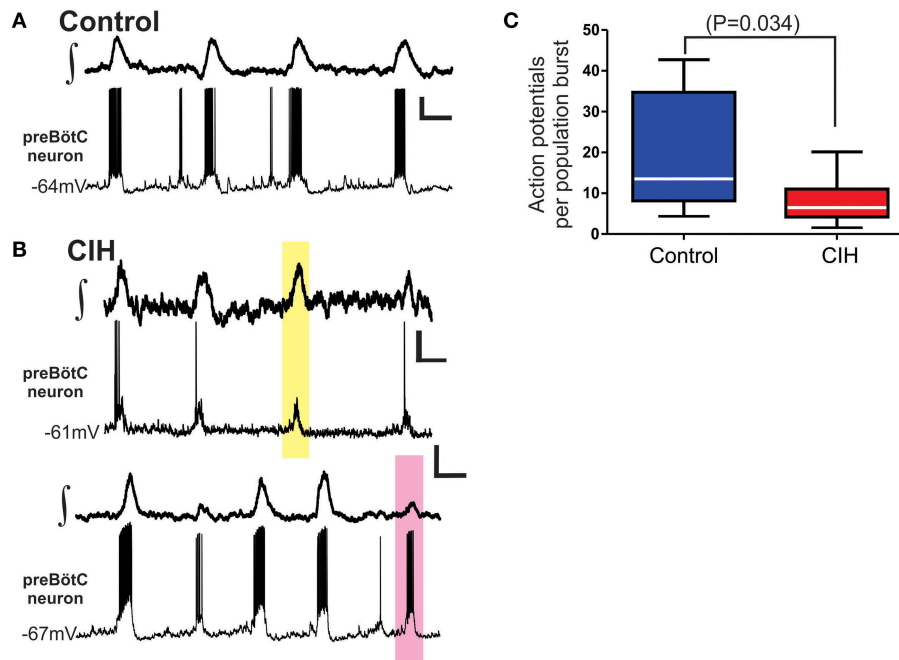 A
Control
∫
preBötC
neuron
-64mV
B
CIH
∫
preBötC
neuron
-61mV
∫
preBötC
neuron
-67mV
C
(P=0.034)
Action potentials
per population burst
50
40
30
20
10
0
Control
CIH